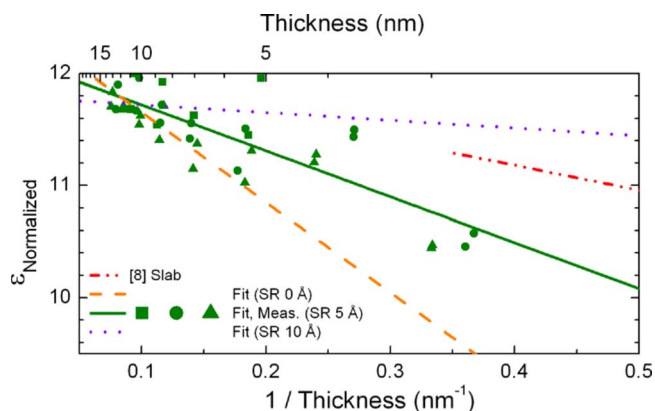 Thickness (nm)
15 10 5
12
11
10
εNormalized
[8] Slab
Fit (SR 0 Å)
Fit, Meas. (SR 5 Å)
Fit (SR 10 Å)
0.1 0.2 0.3 0.4 0.5
1 / Thickness (nm⁻¹)